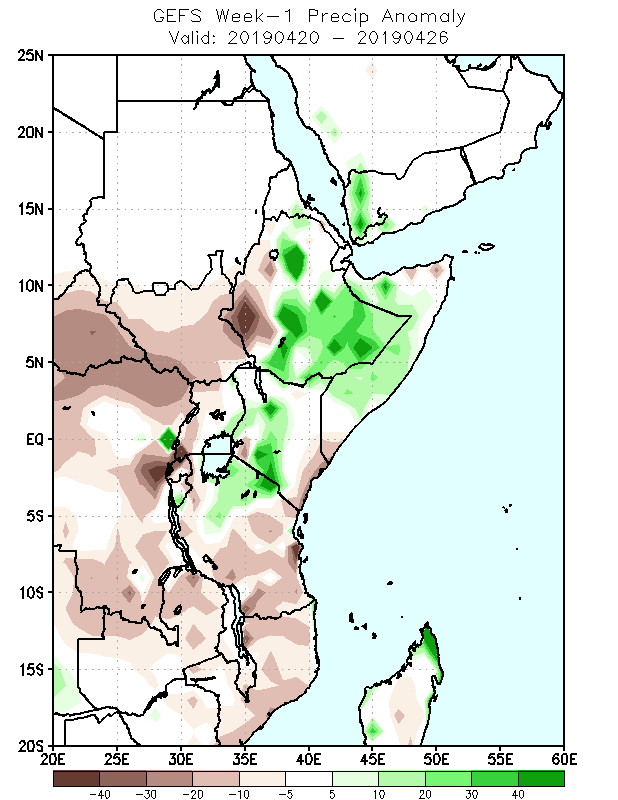 GEFS Week-1 Precip Anomaly
Valid: 20190420 - 20190426
25N
20N
15N
10N
5N
EQ
5S
10S
15S
20S
20E 25E 30E 35E 40E 45E 50E 55E 60E
-40 -30 -20 -10 -5 5 10 20 30 40